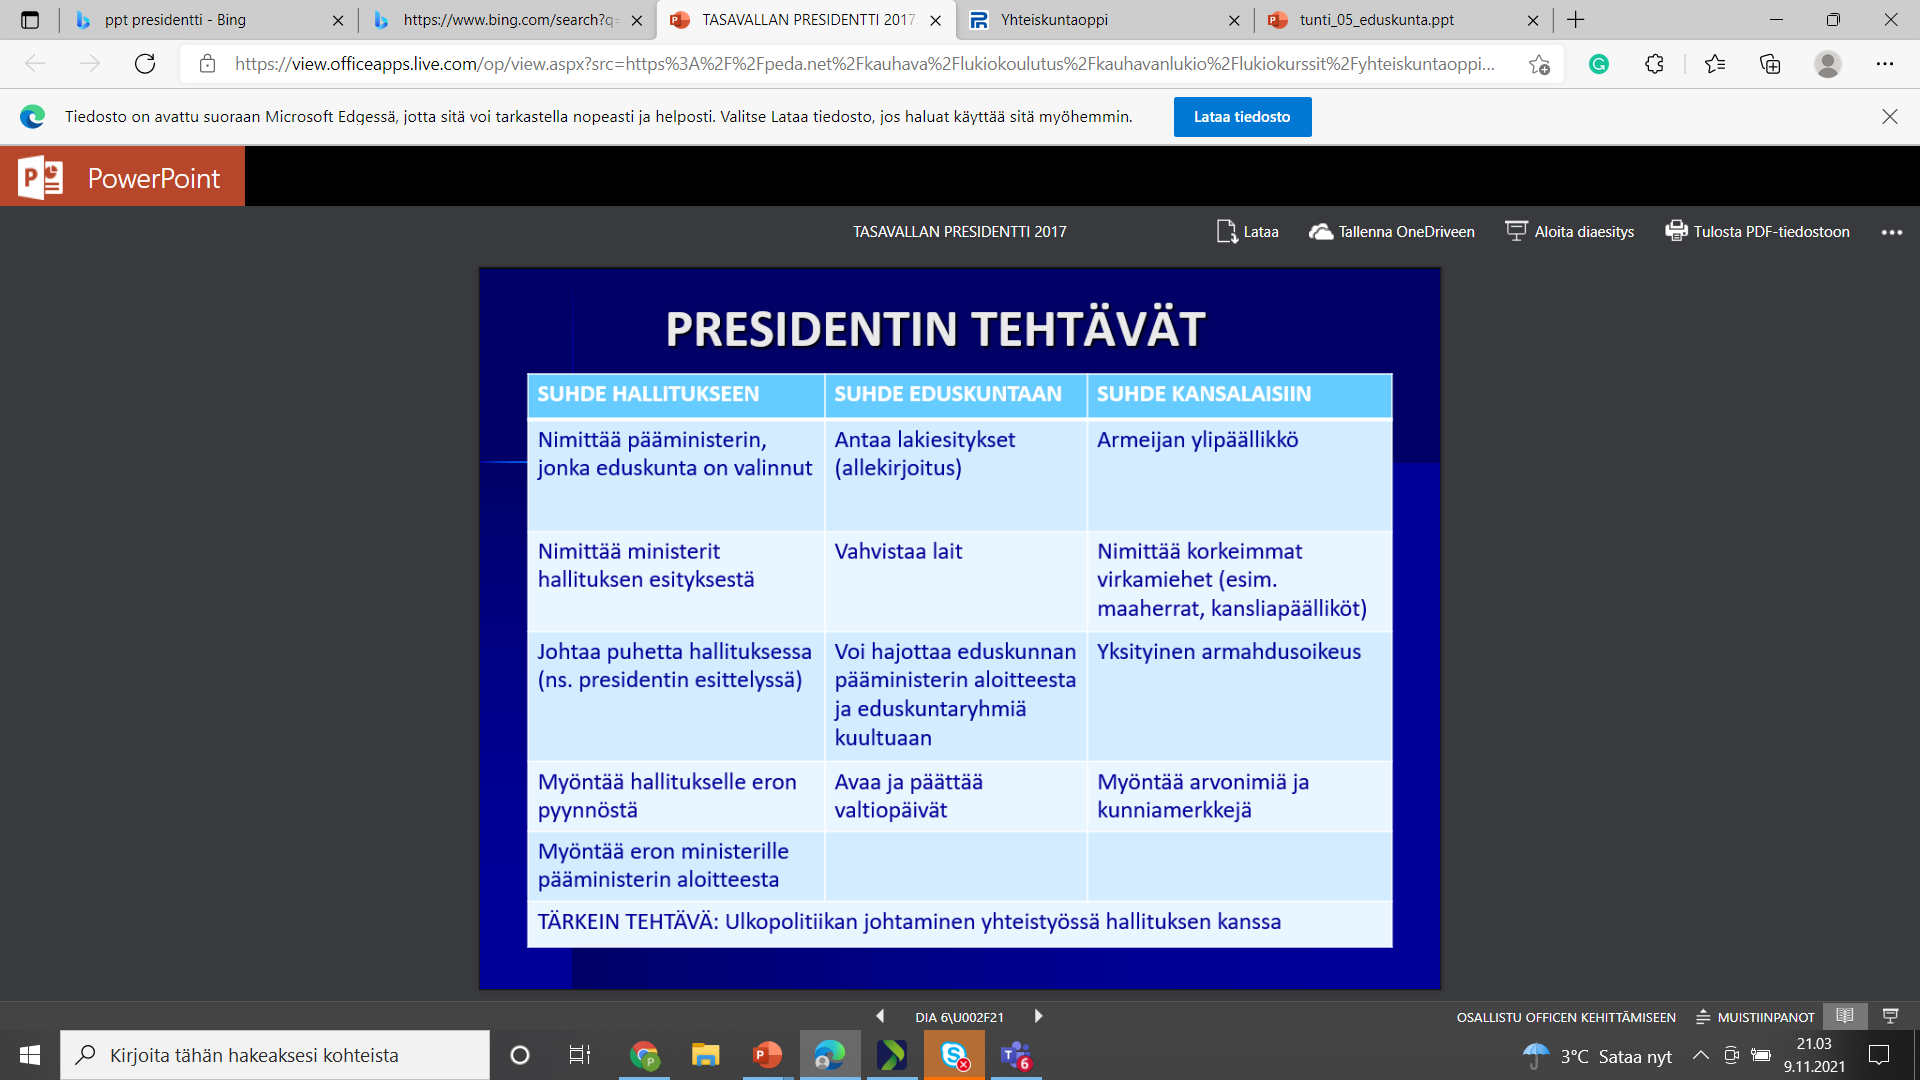 ppt presidentti - Bing
https://www.bing.com/search?q=
TASAVALLAN PRESIDENTTI 2017
Yhteiskuntaoppi
tunti_05_eduskunta.ppt
https://view.officeapps.live.com/op/view.aspx?src=https%3A%2F%2Fpeda.net%2Fkauhava%2Flukiokoulutus%2Fkauhavanlukio%2Flukiokurssit%2Fyhteiskuntaoppi...
Tiedosto on avattu suoraan Microsoft Edgessä, jotta sitä voi tarkastella nopeasti ja helposti. Valitse Lataa tiedosto, jos haluat käyttää sitä myöhemmin.
Lataa tiedosto
PowerPoint
TASAVALLAN PRESIDENTTI 2017
Lataa
Tallenna OneDriveen
Aloita diaesitys
Tulosta PDF-tiedostoon
PRESIDENTIN TEHTÄVÄT
SUHDE HALLITUKSEEN
SUHDE EDUSKUNTAAN
SUHDE KANSALAISIIN
Nimittää pääministerin,
jonka eduskunta on valinnut
Antaa lakiesitykset
(allekirjoitus)
Armeijan ylipäällikkö
Nimittää ministerit
hallituksen esityksestä
Vahvistaa lait
Nimittää korkeimmat
virkamiehet (esim.
maaherrat, kansliapäälliköt)
Johtaa puhetta hallituksessa
(ns. presidentin esittelyssä)
Voi hajottaa eduskunnan
pääministerin aloitteesta
ja eduskuntaryhmiä
kuultuaan
Yksityinen armahdusoikeus
Myöntää hallitukselle eron
pyynnöstä
Avaa ja päättää
valtiopäivät
Myöntää arvonimiä ja
kunniamerkkejä
Myöntää eron ministerille
pääministerin aloitteesta
TÄRKEIN TEHTÄVÄ: Ulkopolitiikan johtaminen yhteistyössä hallituksen kanssa
DIA 6\U002F21
OSALLISTU OFFICEN KEHITTÄMISEEN
MUISTIINPANOT
Kirjoita tähän hakeaksesi kohteista
P
6
3°C Sataa nyt
21.03
9.11.2021